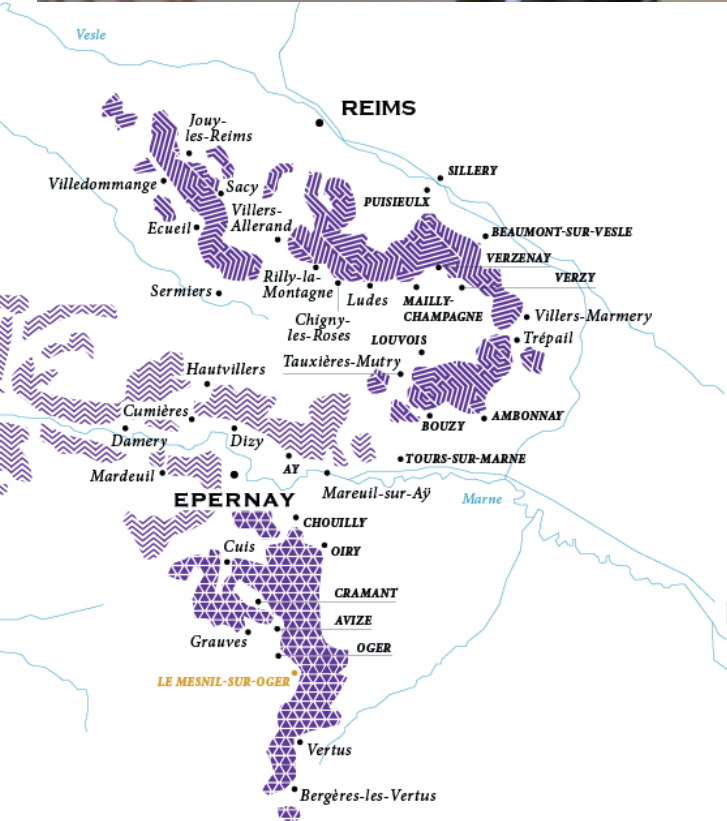 Vesle
REIMS
Jouy-
les-Reims
SILLERY
Villedommange
Sacy
PUISIEULX
Villers-
Allerand
Ecueil
BEAUMONT-SUR-VESLE
VERZENAY
Rilly-la-
Montagne
VERZY
Sermiers
Ludes
MAILLY-
CHAMPAGNE
Chigny-
les-Roses
Villers-Marmery
LOUVOIS
Trépail
Tauxières-Mutry
Hautvillers
Cumières
AMBONNAY
BOUZY
Damery
Dizy
AY
TOURS-SUR-MARNE
Mardeuil
Mareuil-sur-Aÿ
Marne
EPERNAY
CHOUILLY
Cuis
OIRY
CRAMANT
AVIZE
Grauves
OGER
LE MESNIL-SUR-OGER
Vertus
Bergères-les-Vertus